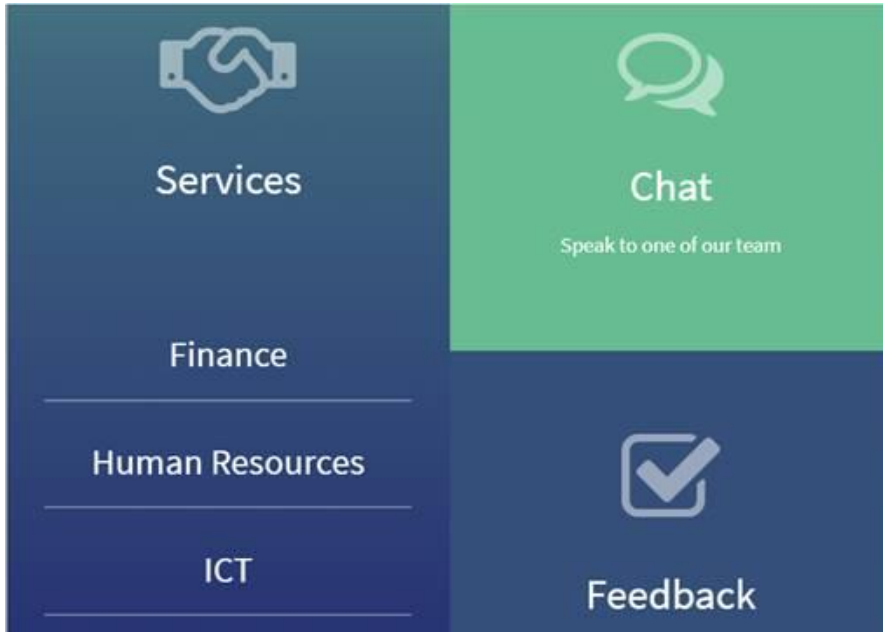 Services
Finance
Human Resources
ICT
Chat
Speak to one of our team
Feedback